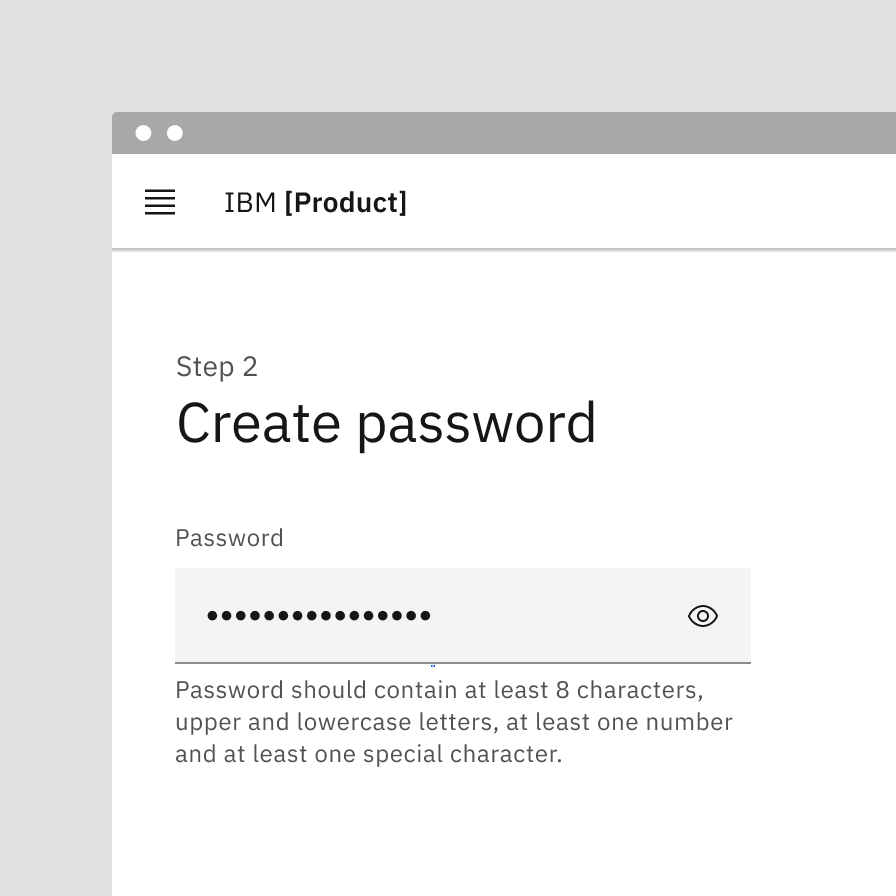 IBM [Product]
Step 2
Create password
Password
••••••••••••••••
Password should contain at least 8 characters,
upper and lowercase letters, at least one number
and at least one special character.